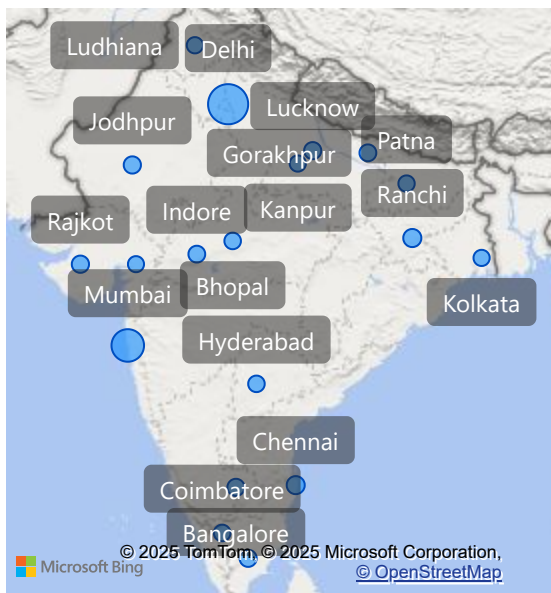 Ludhiana
Delhi
Jodhpur
Lucknow
Gorakhpur
Patna
Rajkot
Indore
Kanpur
Ranchi
Mumbai
Bhopal
Kolkata
Hyderabad
Chennai
Coimbatore
Bangalore
© 2025 TomTom, © 2025 Microsoft Corporation,
Microsoft Bing
© OpenStreetMap